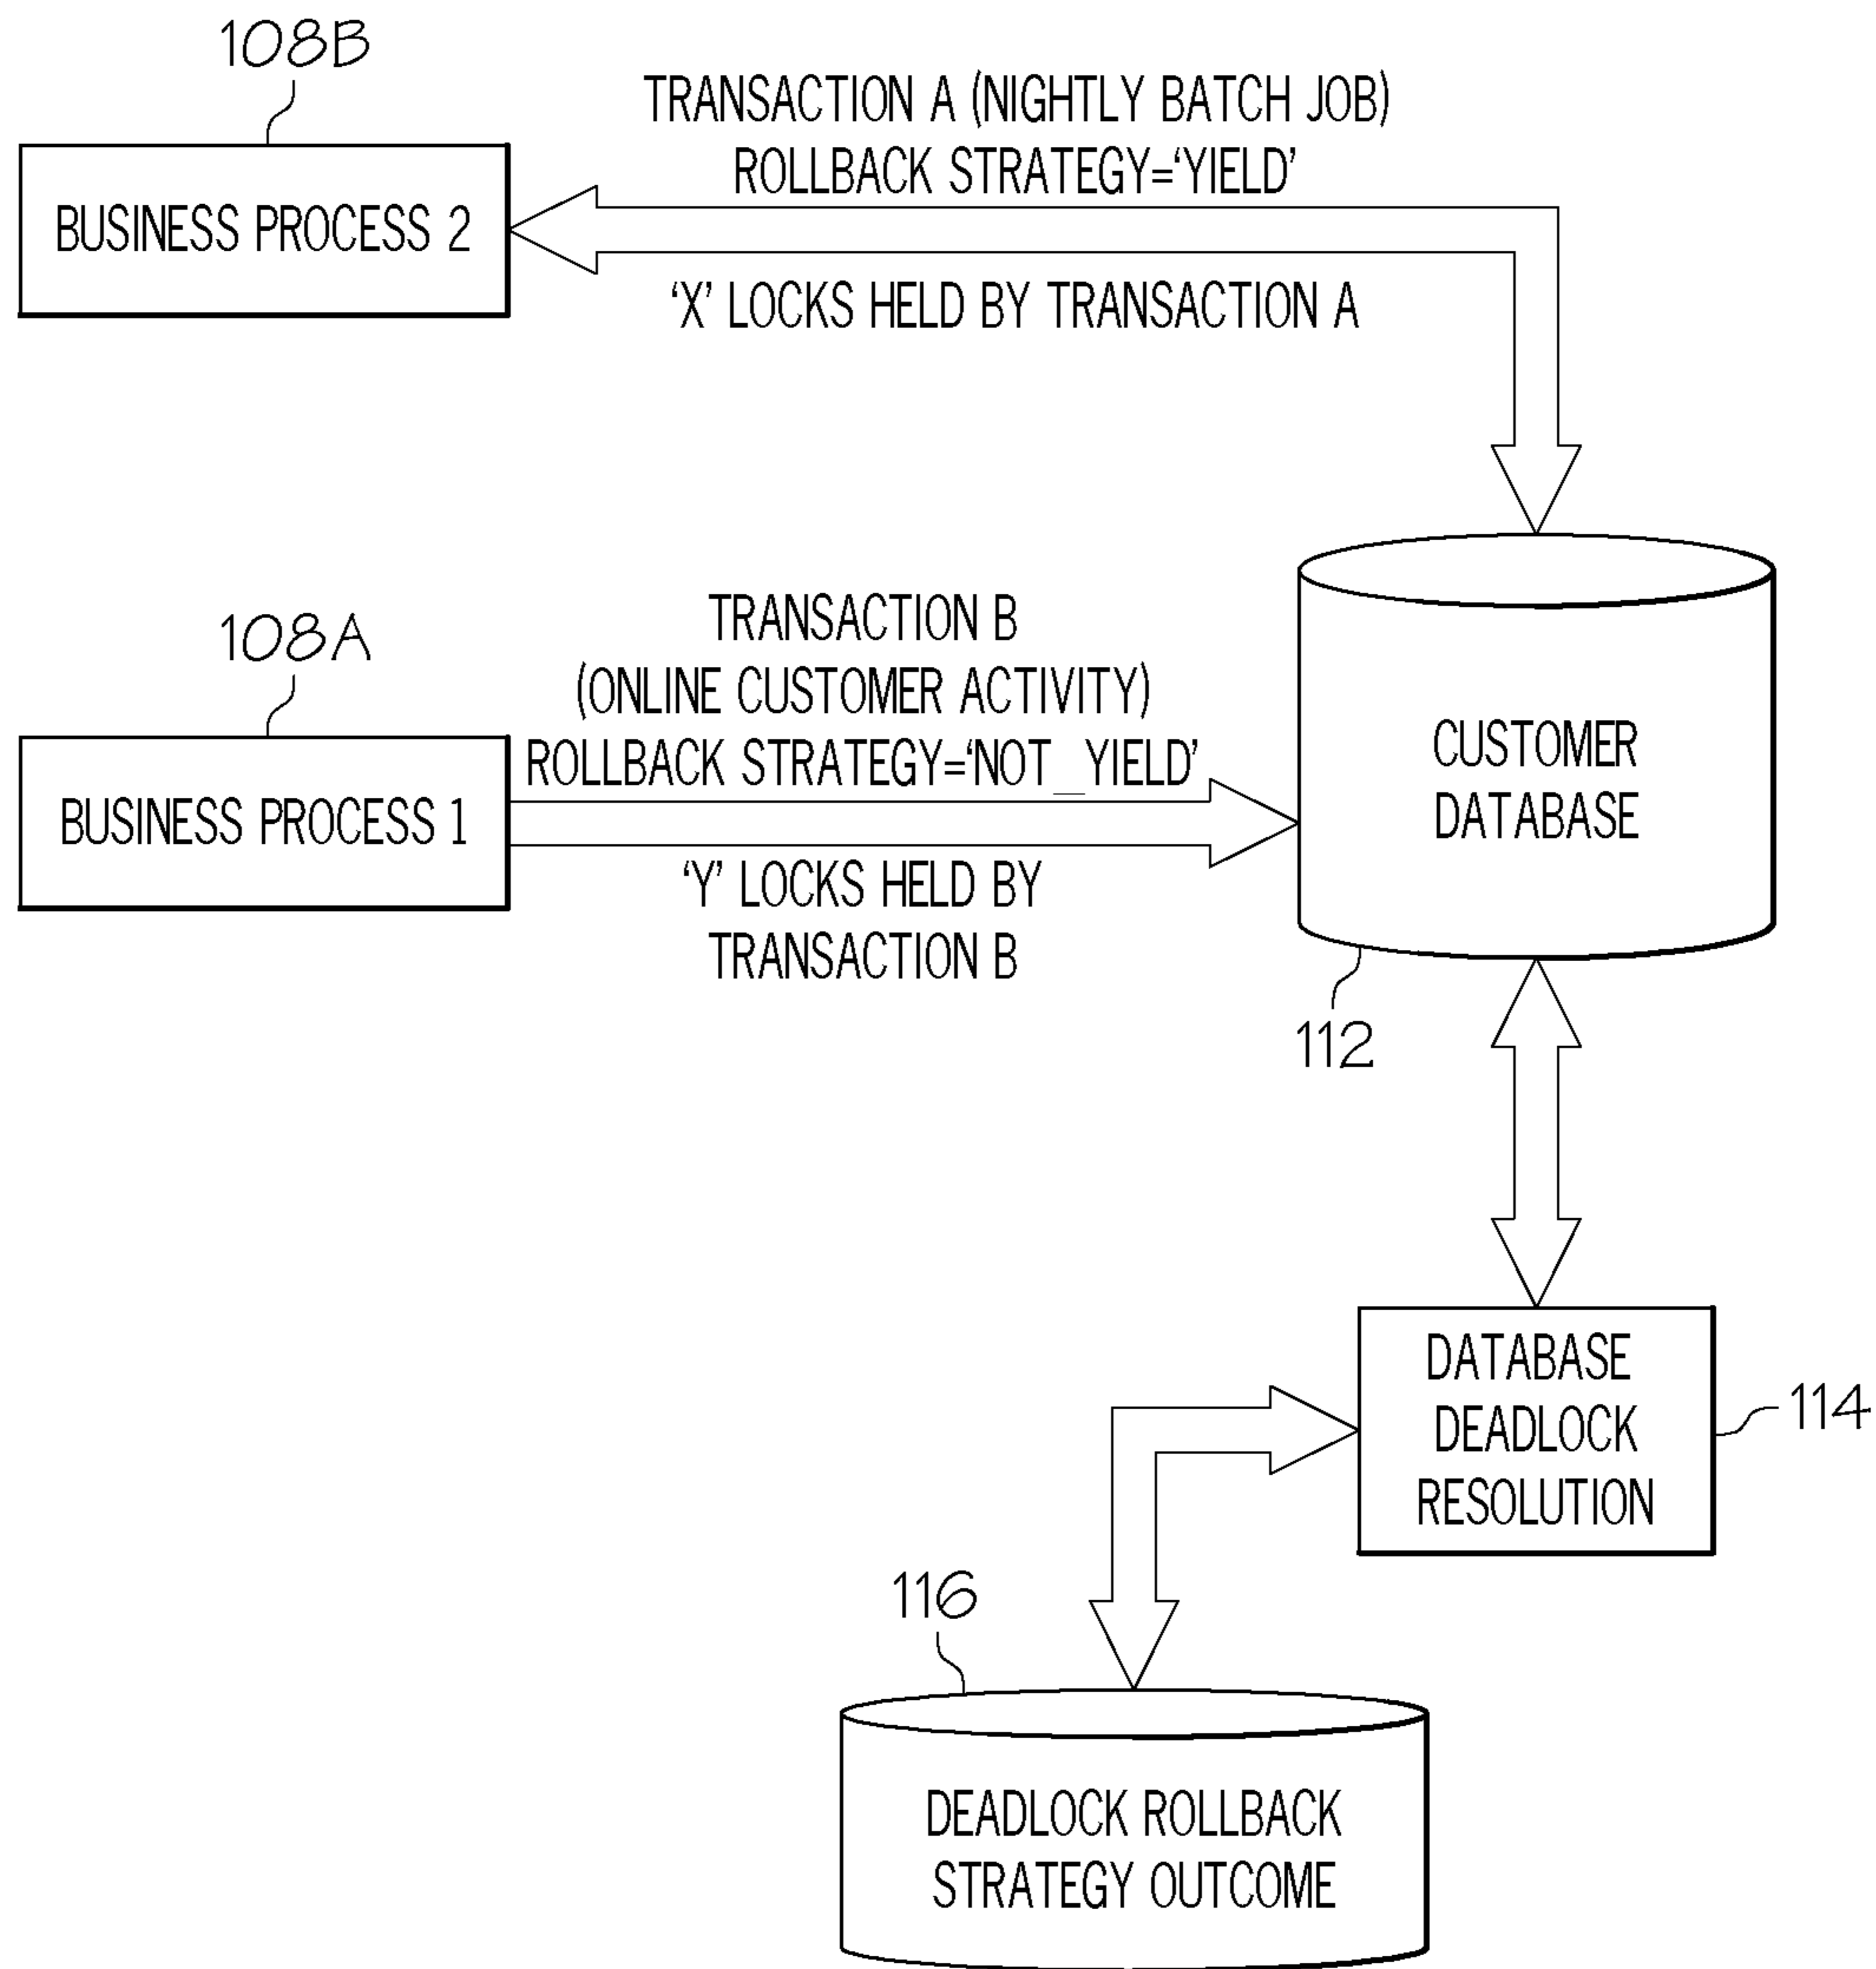 108B
TRANSACTION A (NIGHTLY BATCH JOB)
ROLLBACK STRATEGY=‘YIELD’
BUSINESS PROCESS 2
‘X’ LOCKS HELD BY TRANSACTION A
108A
TRANSACTION B
(ONLINE CUSTOMER ACTIVITY)
ROLLBACK STRATEGY=‘NOT_YIELD’
BUSINESS PROCESS 1
‘Y’ LOCKS HELD BY
TRANSACTION B
CUSTOMER
DATABASE
112
DATABASE
DEADLOCK
RESOLUTION
114
116
DEADLOCK ROLLBACK
STRATEGY OUTCOME